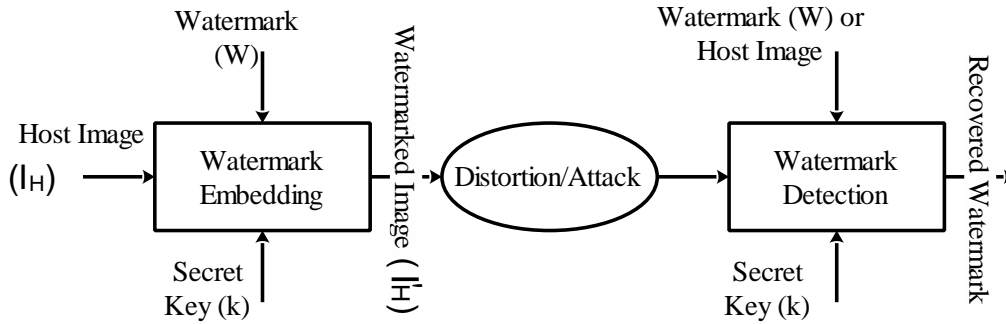 Watermark
(W)
Host Image
(I_H)
Watermark
Embedding
Secret
Key (k)
Watermarked Image (I'_H)
Distortion/Attack
Watermark (W) or
Host Image
Watermark
Detection
Secret
Key (k)
Recovered Watermark